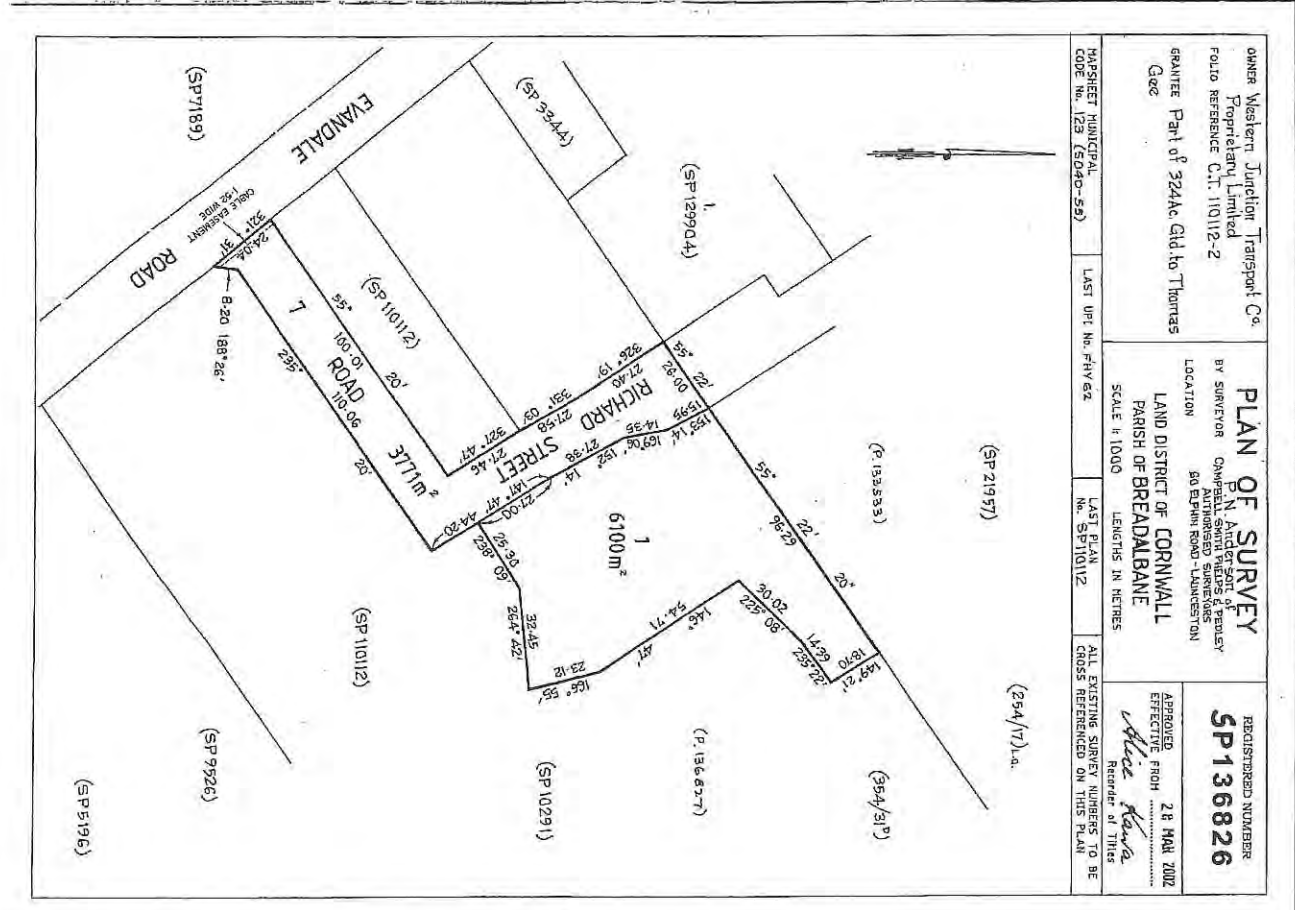 OWNER Western Junction Transport Co.
Proprietary Limited
FOLIO REFERENCE C.T. 110112-2
GRANTEE Part of 324Ac. Gtd. to Thomas
Gee
PLAN OF SURVEY
BY SURVEYOR P N Anderson of
CAMPBELL SMITH PHELPS & PEDLEY
AUTHORISED SURVEYORS
60 ELPHIN ROAD - LAUNCESTON
LOCATION
LAND DISTRICT OF CORNWALL
PARISH OF BREADALBANE
SCALE 1: 1000 LENGTHS IN METRES
REGISTERED NUMBER
SP136826
APPROVED
EFFECTIVE FROM 28 MAR 2002
Alice Kawa
Recorder of Titles
MAPSHEET MUNICIPAL
CODE No. 123 (5040-55)
LAST UPI No. FHY62
LAST PLAN
No. SP110112
ALL EXISTING SURVEY NUMBERS TO BE
CROSS REFERENCED ON THIS PLAN
(SP7189)
EVANDALE
ROAD
(SP3344)
1.
(SP129904)
CABLE EASEMENT
1·52 WIDE
321° 31'
24·04
8·20 188°26'
(SP110112)
55° 20'
100·01
7
ROAD
3771m²
235° 20'
110·06
RICHARD
STREET
326° 19'
27·40
331° 03'
27·58
327° 47'
27·46
55° 22'
26·00
15·95
153° 14'
14·35
169° 06'
27·38
152° 14'
147° 47'
27·00
44·20
55° 22' 20"
96·29
1
6100m²
25·30
238° 09'
32·45
264° 42'
23·12
166° 55'
54·71
146° 47'
30·02
225° 08'
14·39
235° 22'
18·70
149° 21'
(P.133533)
(SP21957)
(254/17)L.O.
(354/31D)
(P.136827)
(SP10291)
(SP110112)
(SP9526)
(SP5196)